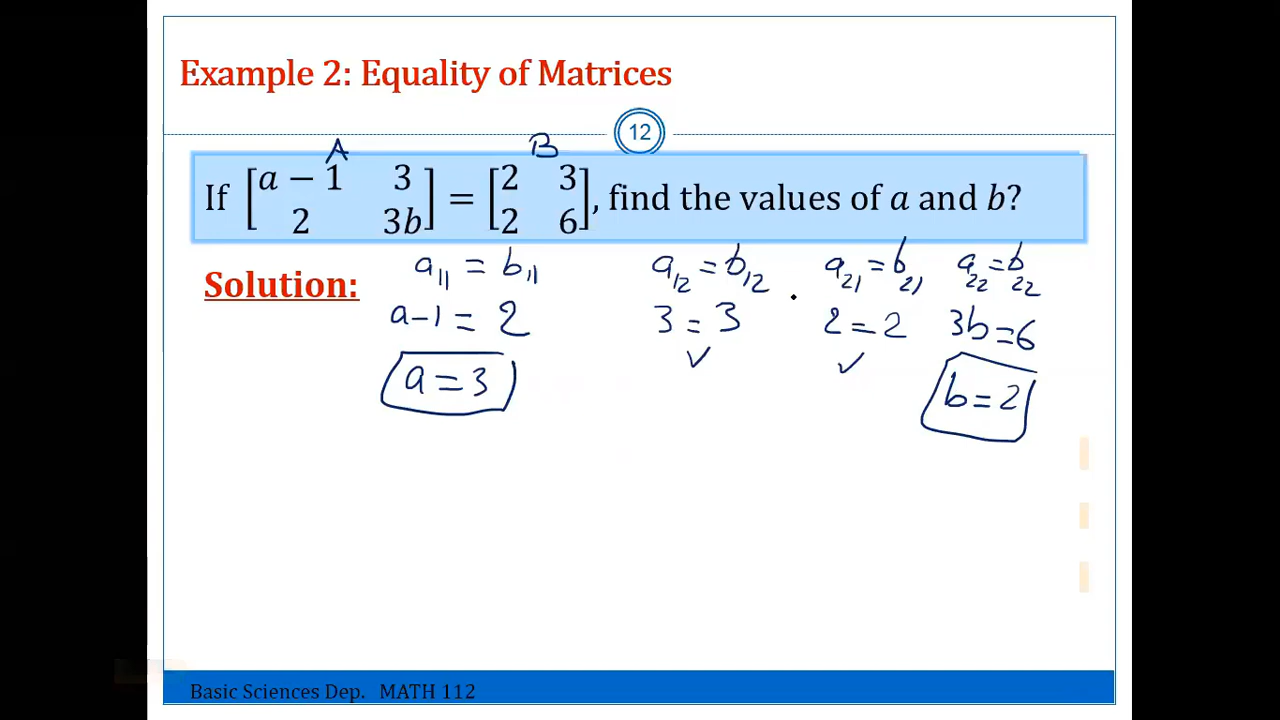 Example 2: Equality of Matrices
12
A B
If [a − 1 3 2 3b] = [2 3 2 6], find the values of a and b?
Solution:
a11 = b11 a12 = b12 a21 = b21 a22 = b22
a-1 = 2 3 = 3 2 = 2 3b = 6
✓ ✓
a = 3 b = 2
Basic Sciences Dep. MATH 112